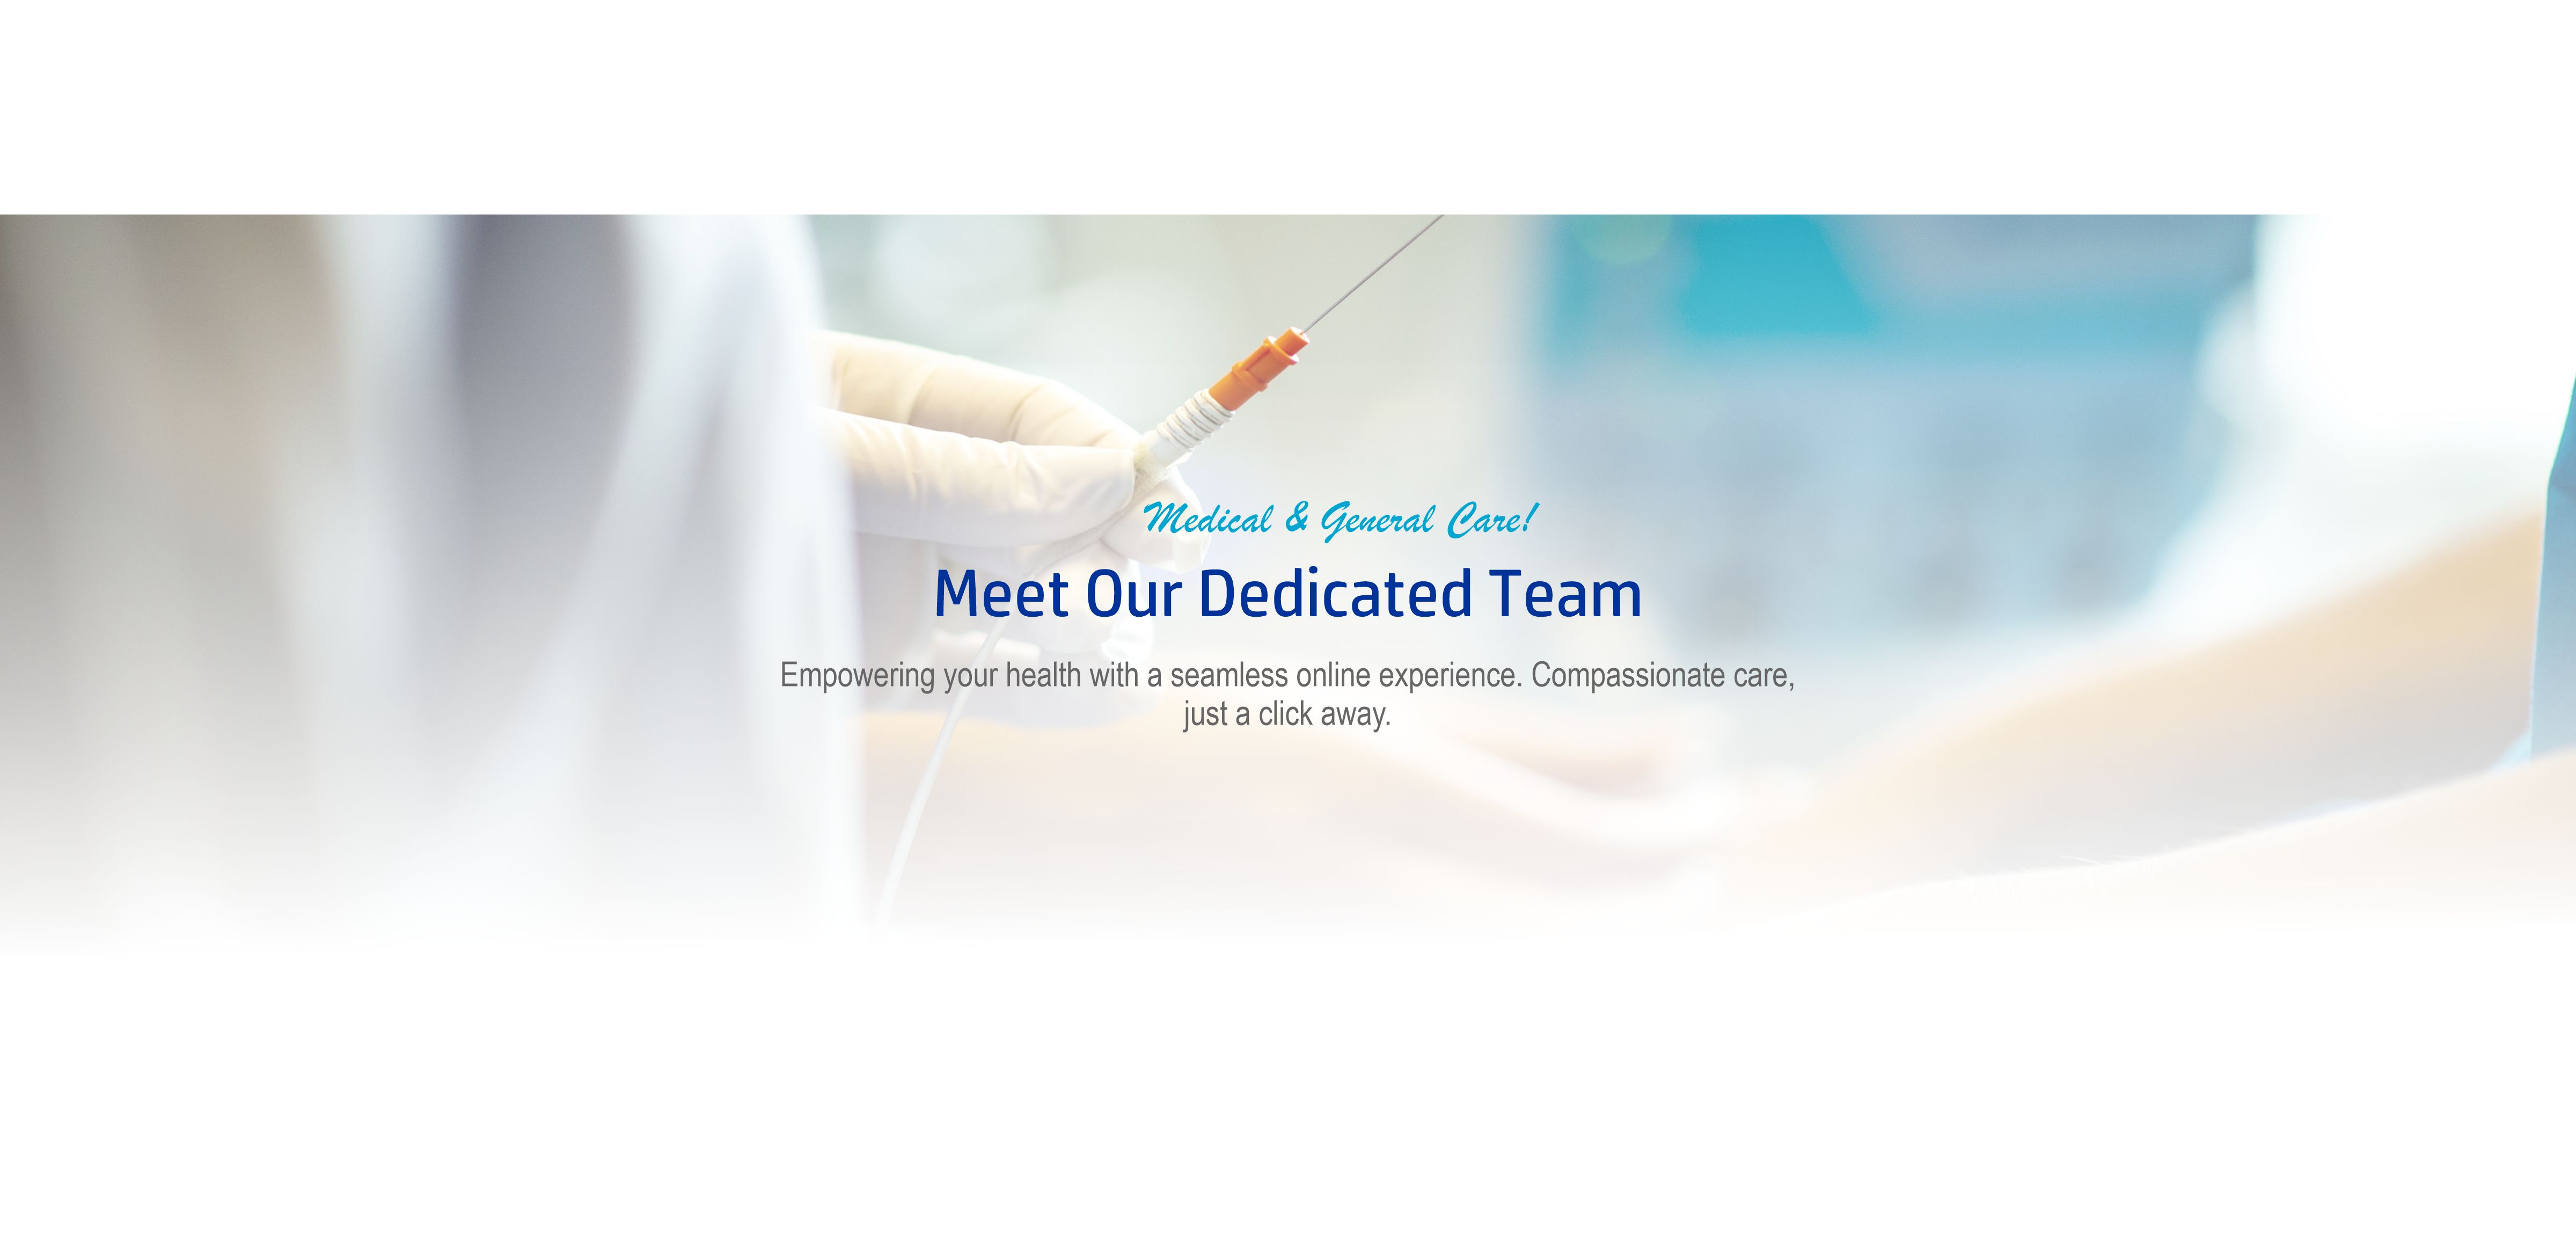 Medical & General Care!
Meet Our Dedicated Team
Empowering your health with a seamless online experience. Compassionate care,
just a click away.